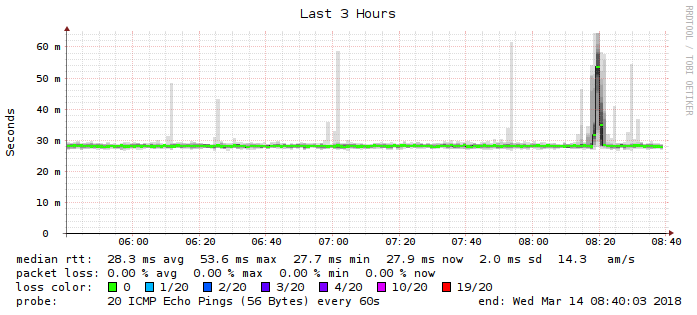 Last 3 Hours
RRDTOOL / TOBI OETIKER
Seconds
60 m
50 m
40 m
30 m
20 m
10 m
0
06:00 06:20 06:40 07:00 07:20 07:40 08:00 08:20 08:40
median rtt: 28.3 ms avg 53.6 ms max 27.7 ms min 27.9 ms now 2.0 ms sd 14.3 am/s
packet loss: 0.00 % avg 0.00 % max 0.00 % min 0.00 % now
loss color: 0 1/20 2/20 3/20 4/20 10/20 19/20
probe: 20 ICMP Echo Pings (56 Bytes) every 60s end: Wed Mar 14 08:40:03 2018